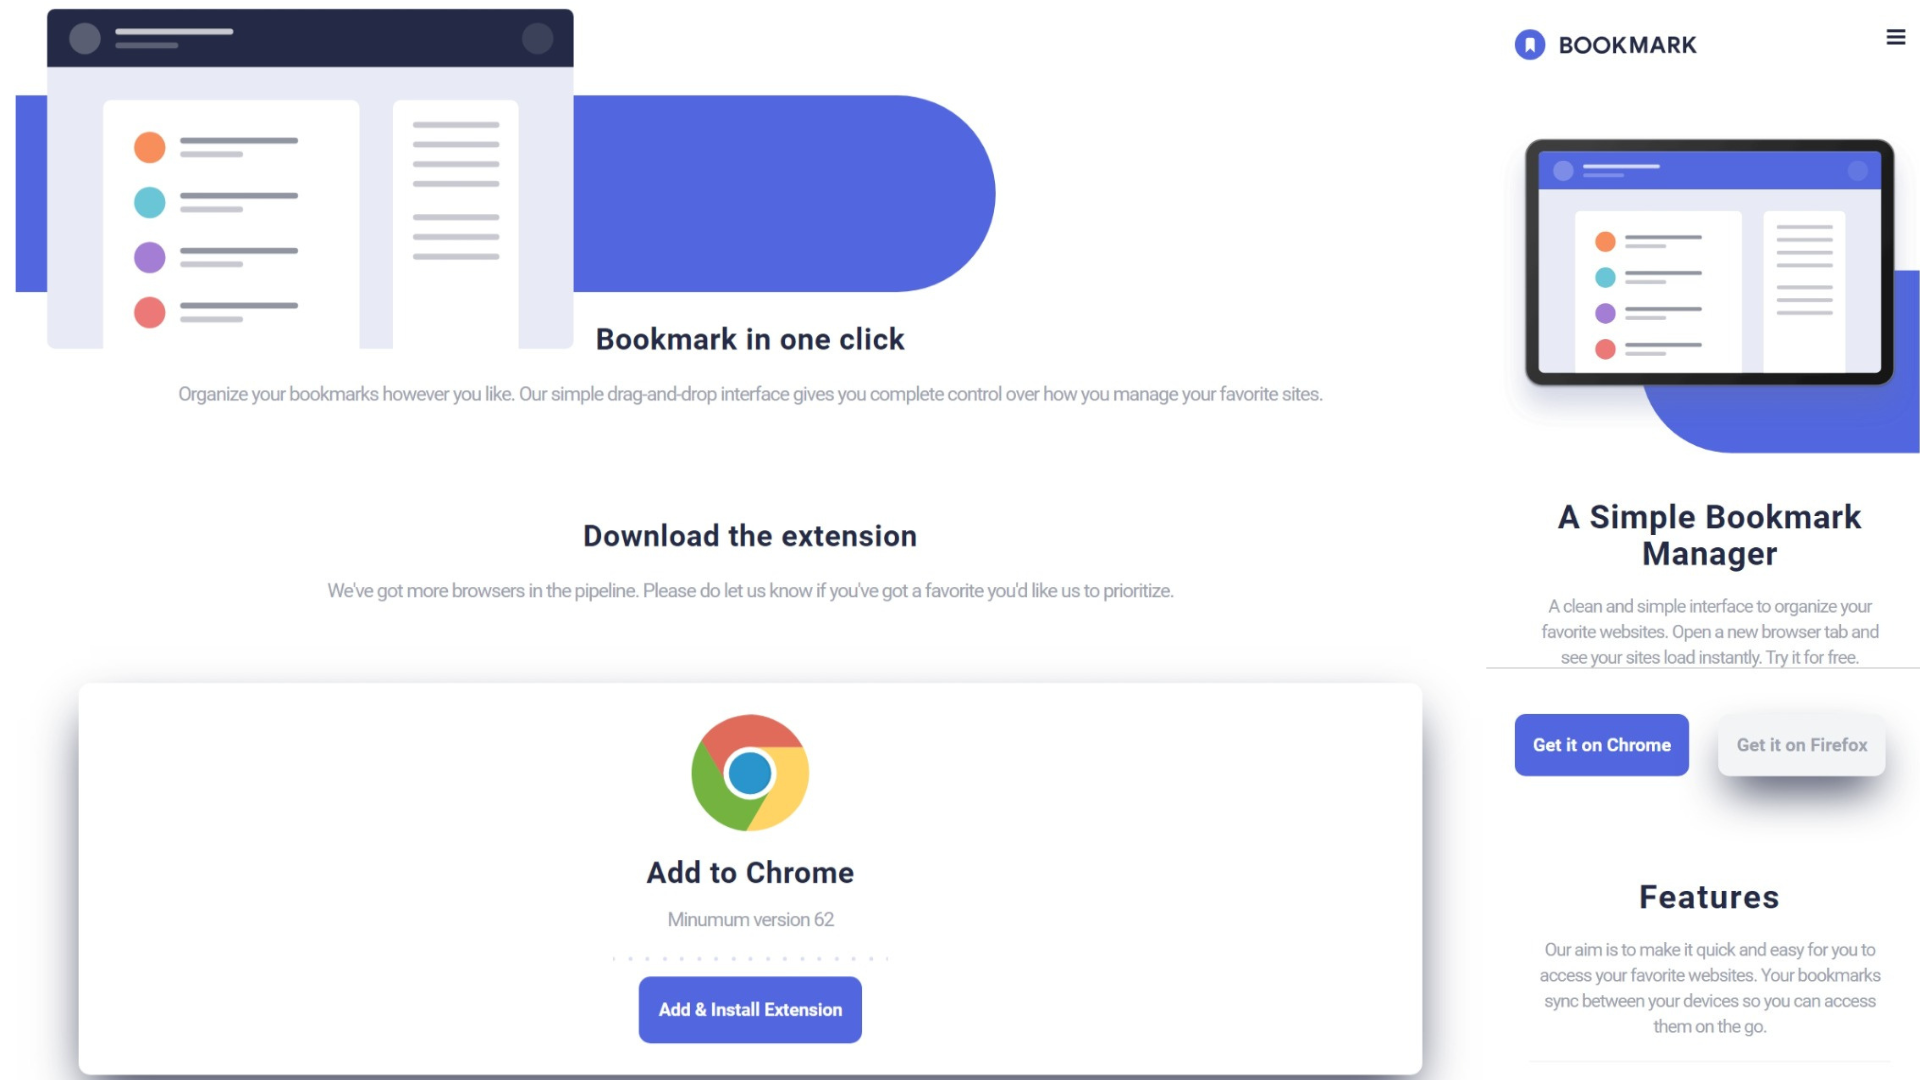 Bookmark in one click
Organize your bookmarks however you like. Our simple drag-and-drop interface gives you complete control over how you manage your favorite sites.
Download the extension
We've got more browsers in the pipeline. Please do let us know if you've got a favorite you'd like us to prioritize.
Add to Chrome
Minumum version 62
Add & Install Extension
BOOKMARK
A Simple Bookmark
Manager
A clean and simple interface to organize your
favorite websites. Open a new browser tab and
see your sites load instantly. Try it for free.
Get it on Chrome
Get it on Firefox
Features
Our aim is to make it quick and easy for you to
access your favorite websites. Your bookmarks
sync between your devices so you can access
them on the go.